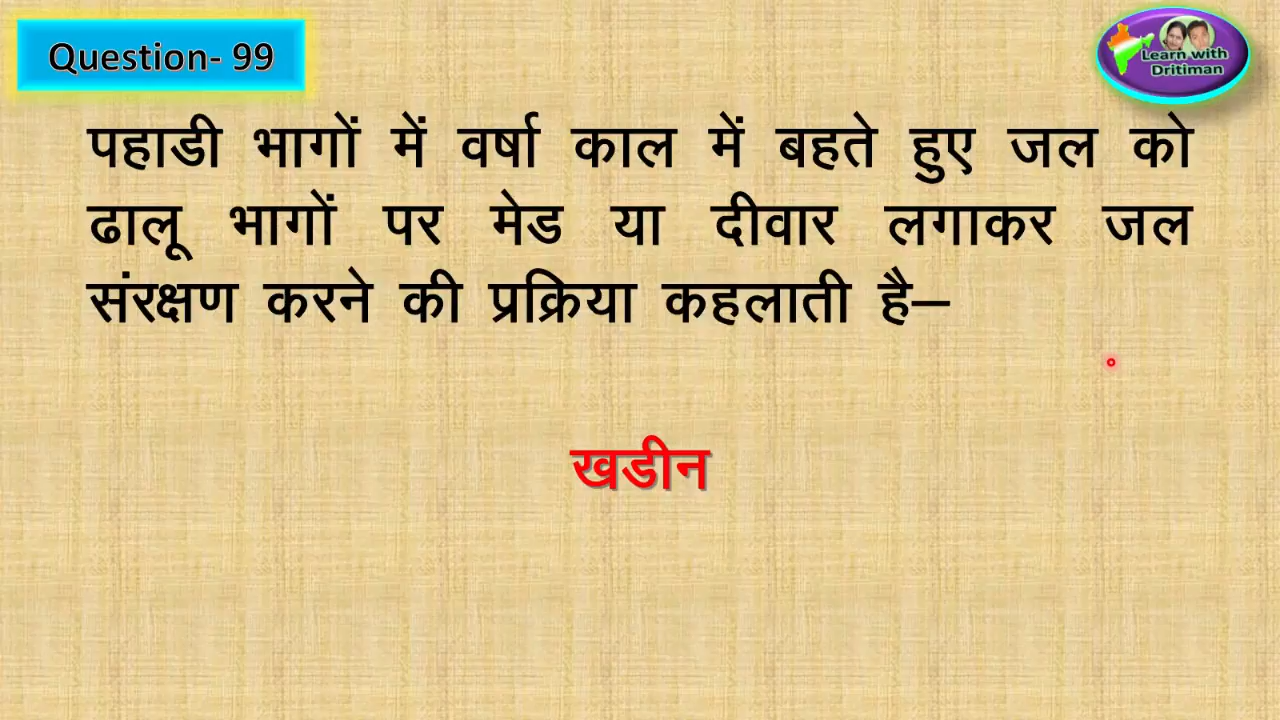 Question- 99
Learn with
Dritiman
पहाडी भागों में वर्षा काल में बहते हुए जल को
ढालू भागों पर मेड या दीवार लगाकर जल
संरक्षण करने की प्रक्रिया कहलाती है–
खडीन